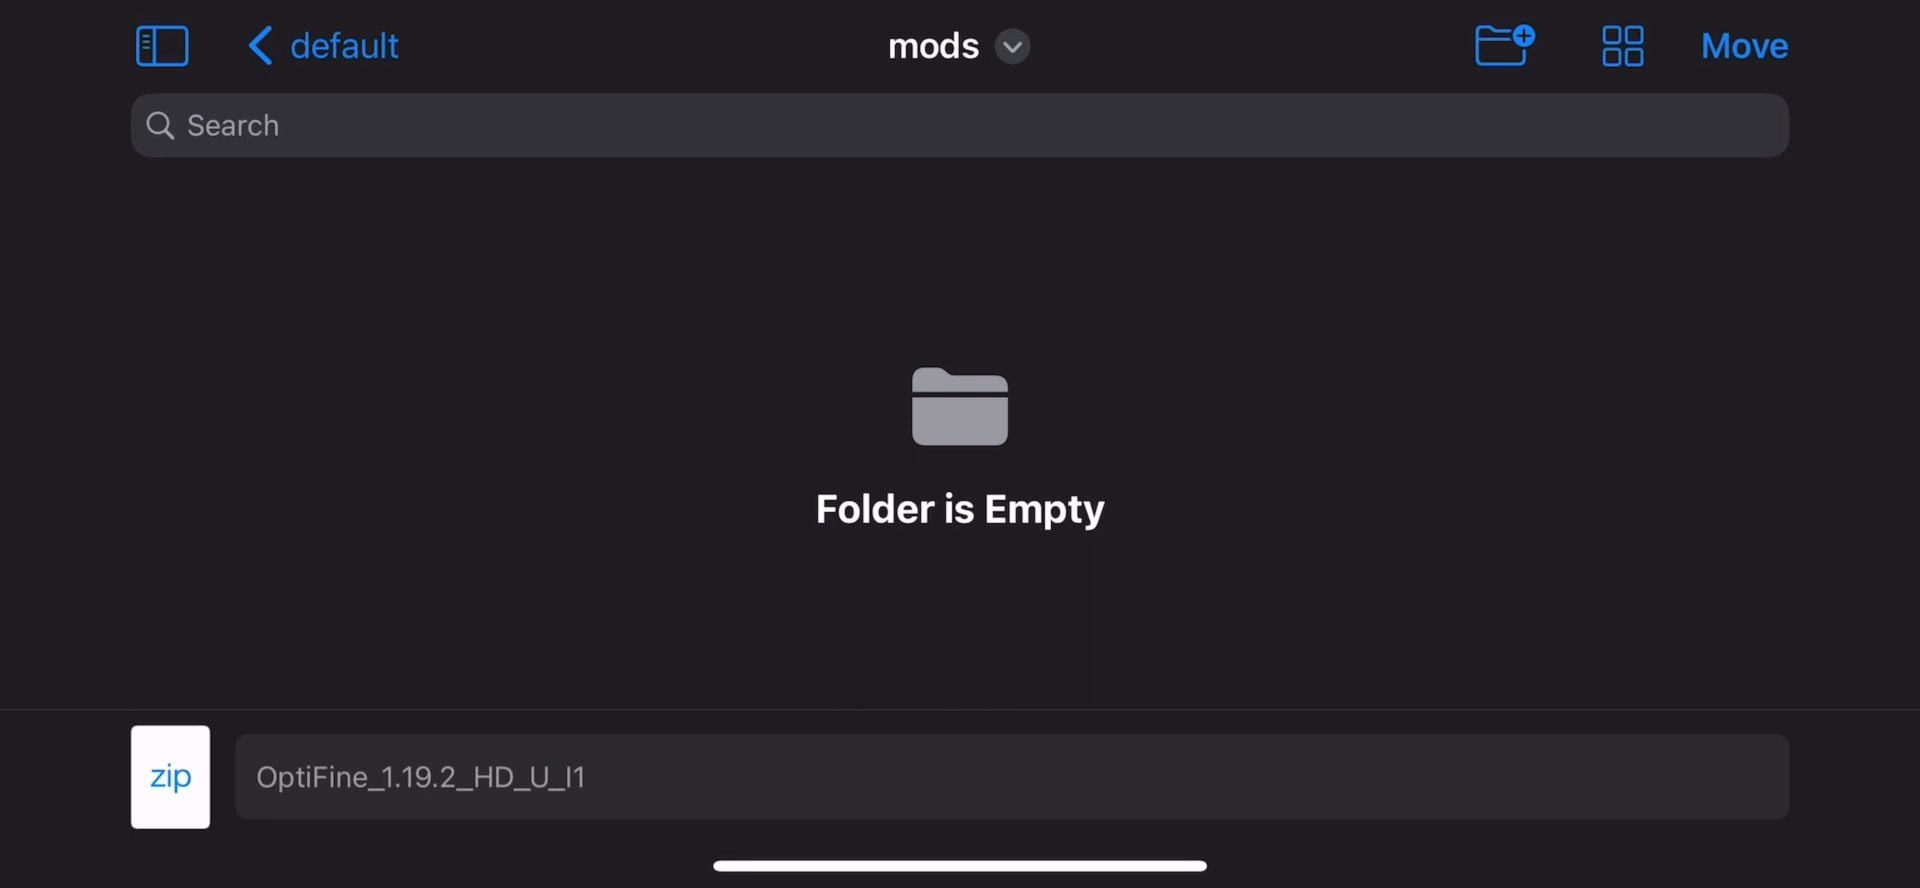 default
mods
Move
Search
Folder is Empty
zip
OptiFine_1.19.2_HD_U_I1